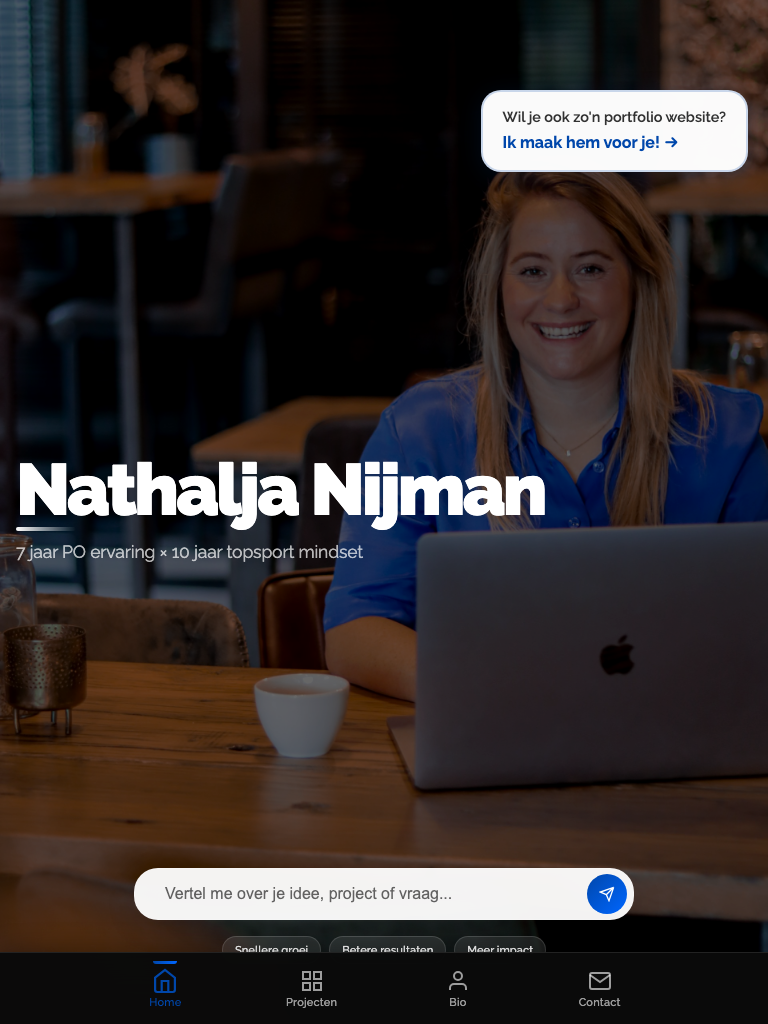 Wil je ook zo'n portfolio website?
Ik maak hem voor je! →
Nathalja Nijman
7 jaar PO ervaring × 10 jaar topsport mindset
Vertel me over je idee, project of vraag...
Snellere groei
Betere resultaten
Meer impact
Home
Projecten
Bio
Contact